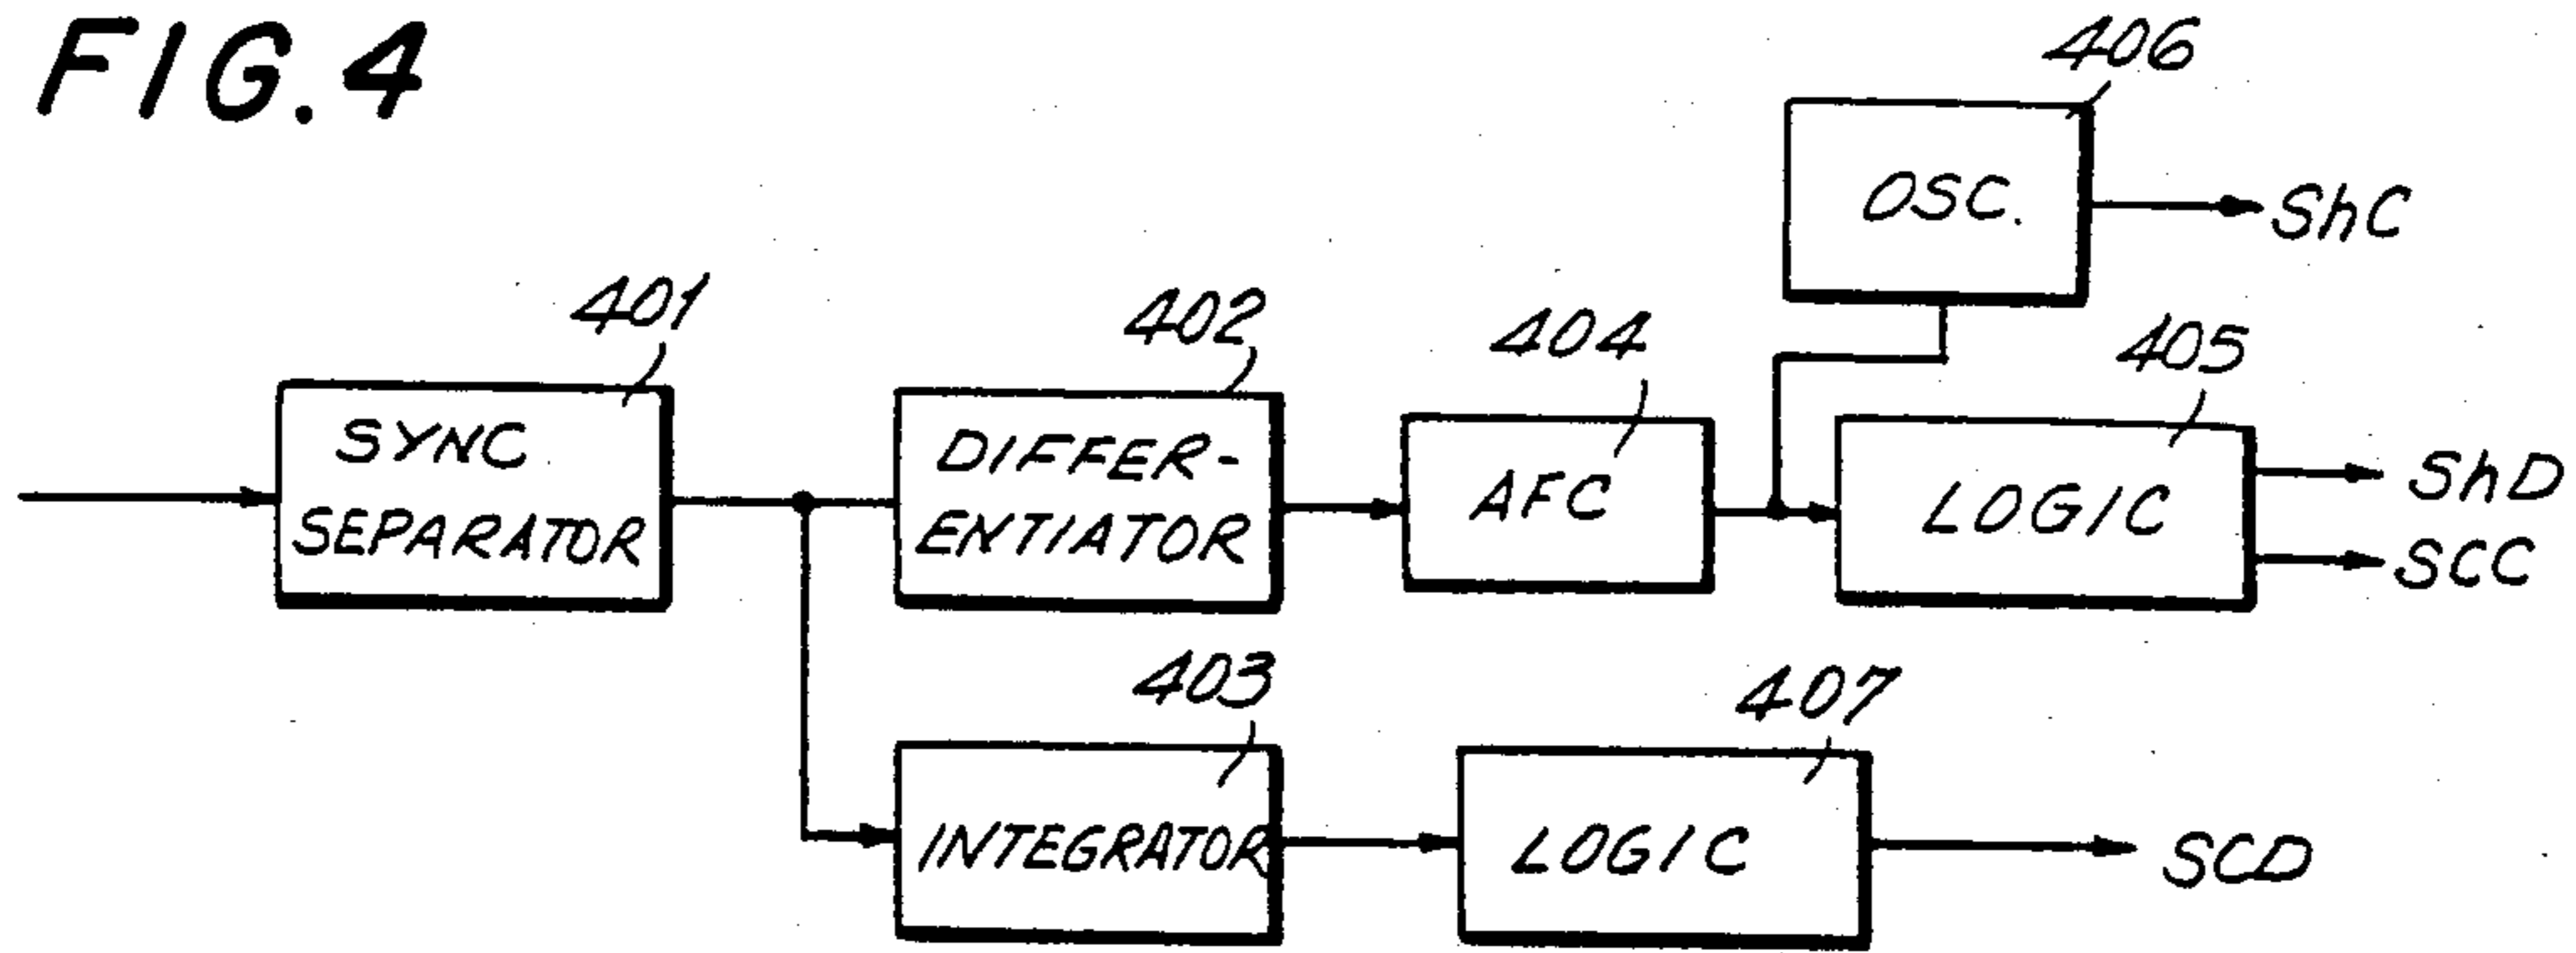 FIG. 4
406
OSC.
ShC
401
SYNC
SEPARATOR
402
DIFFER-
ENTIATOR
404
AFC
405
LOGIC
ShD
SCC
403
INTEGRATOR
407
LOGIC
SCD